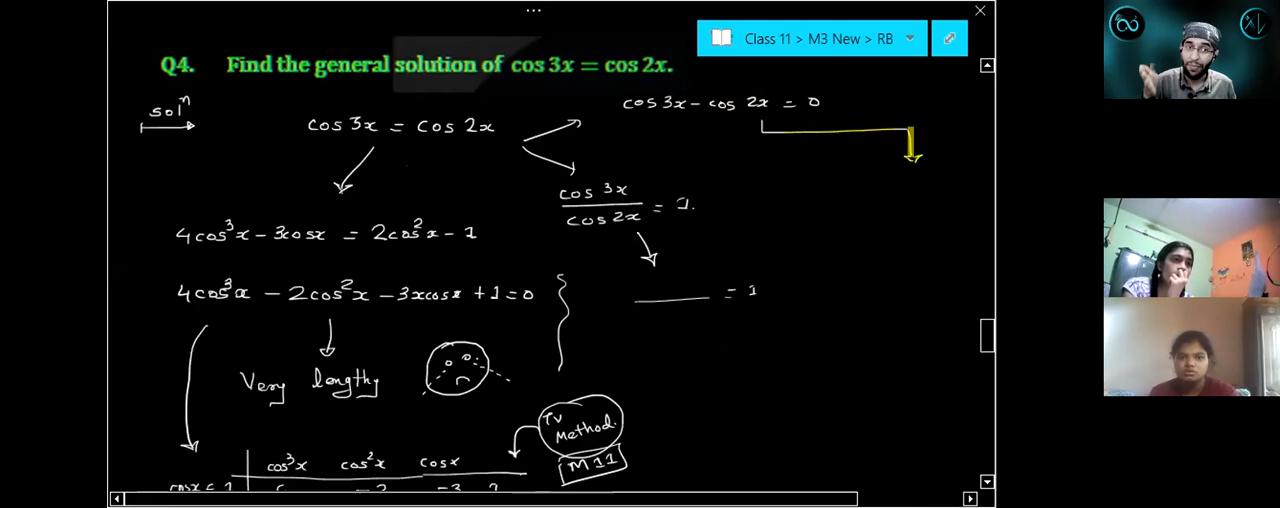 Class 11 > M3 New > RB
Q4. Find the general solution of cos 3x = cos 2x.
solⁿ
cos 3x = cos 2x
cos 3x - cos 2x = 0
cos 3x / cos 2x = 1.
4cos³x - 3cosx = 2cos²x - 1
4cos³x - 2cos²x - 3xcosx + 1 = 0
= 1
Very lengthy
Method.
M11
cos³x cos²x cosx
-3